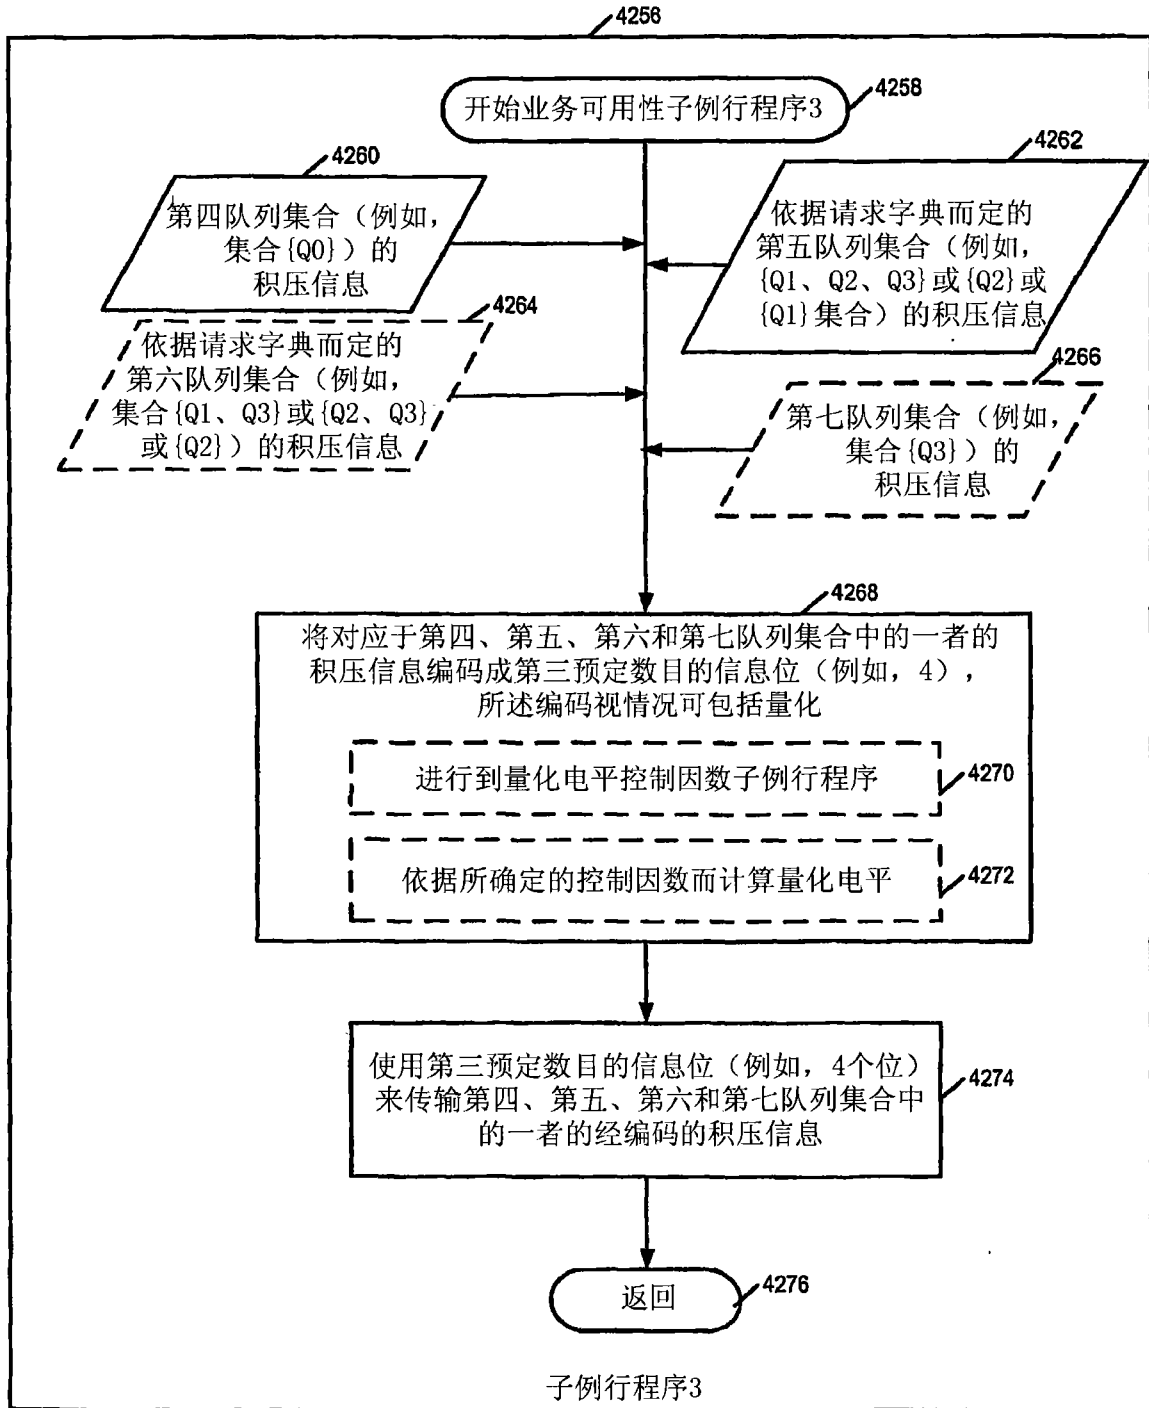 4256
开始业务可用性子例行程序3
4258
4260
第四队列集合（例如，
集合{Q0}）的
积压信息
4262
依据请求字典而定的
第五队列集合（例如，
{Q1、Q2、Q3}或{Q2}或
{Q1}集合）的积压信息
4264
依据请求字典而定的
第六队列集合（例如，
集合{Q1、Q3}或{Q2、Q3}
或{Q2}）的积压信息
4266
第七队列集合（例如，
集合{Q3}）的
积压信息
4268
将对应于第四、第五、第六和第七队列集合中的一者的
积压信息编码成第三预定数目的信息位（例如，4），
所述编码视情况可包括量化
进行到量化电平控制因数子例行程序
4270
依据所确定的控制因数而计算量化电平
4272
使用第三预定数目的信息位（例如，4个位）
来传输第四、第五、第六和第七队列集合中
的一者的经编码的积压信息
4274
返回
4276
子例行程序3